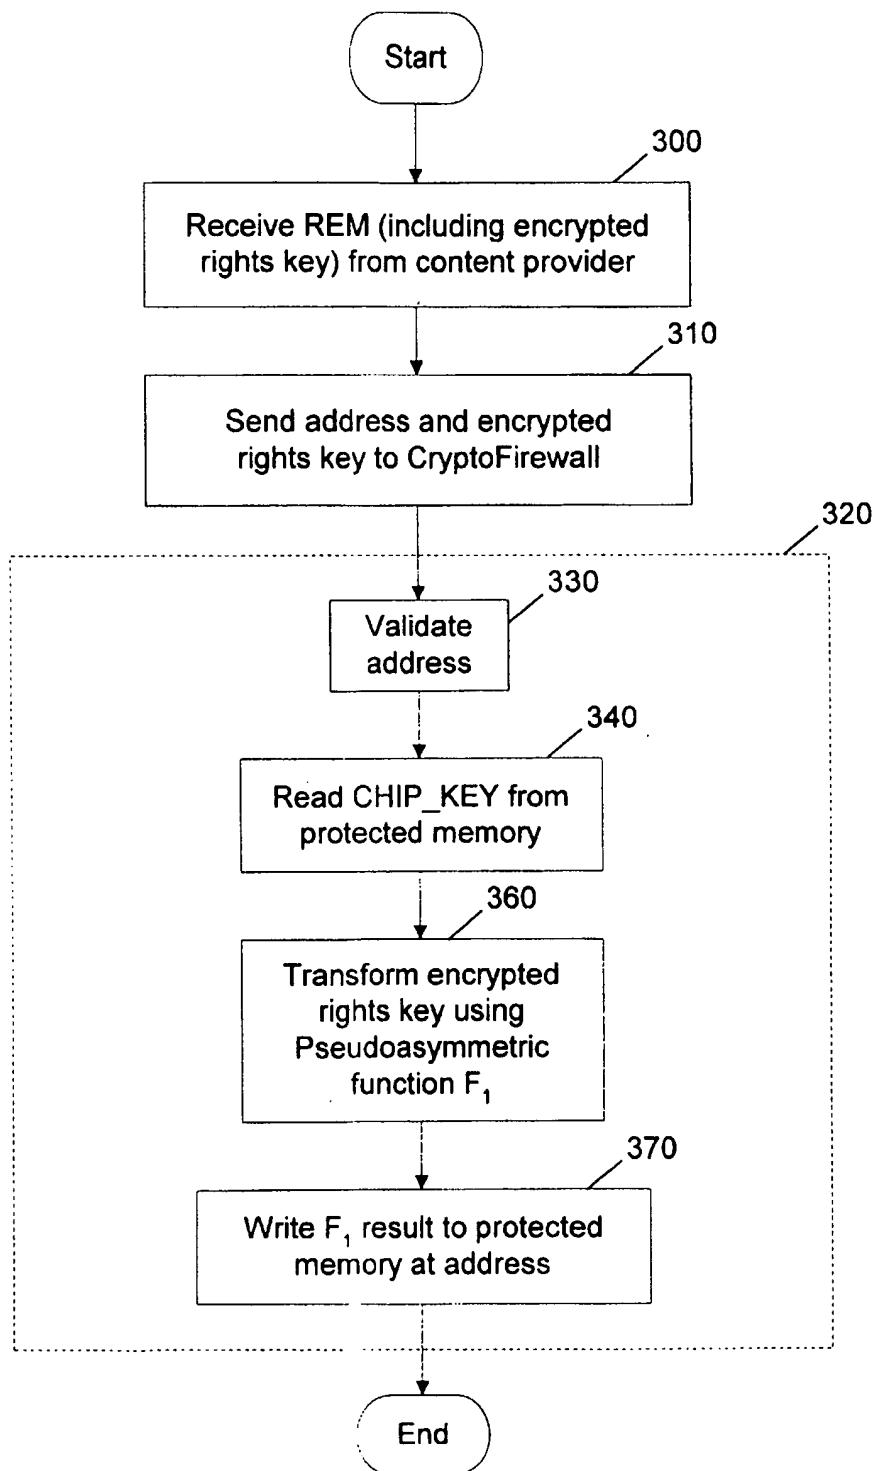 Start
300
Receive REM (including encrypted
rights key) from content provider
310
Send address and encrypted
rights key to CryptoFirewall
320
330
Validate
address
340
Read CHIP_KEY from
protected memory
360
Transform encrypted
rights key using
Pseudoasymmetric
function F₁
370
Write F₁ result to protected
memory at address
End